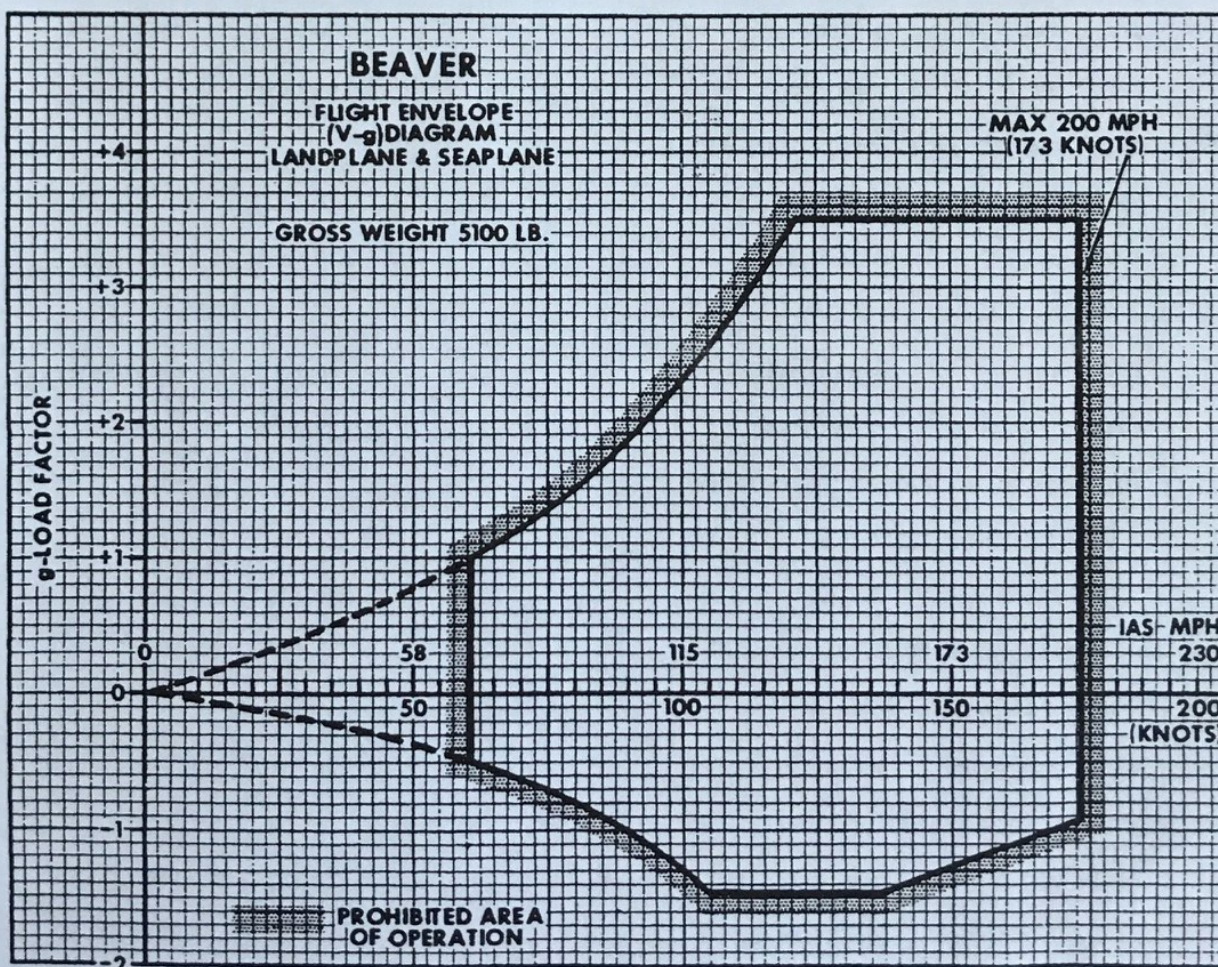 BEAVER
FLIGHT ENVELOPE
(V-g) DIAGRAM
LANDPLANE & SEAPLANE
GROSS WEIGHT 5100 LB.
MAX 200 MPH
(173 KNOTS)
+4
+3
+2
+1
0
-1
-2
g-LOAD FACTOR
IAS MPH
0 58 115 173 230
50 100 150 200
(KNOTS)
PROHIBITED AREA
OF OPERATION